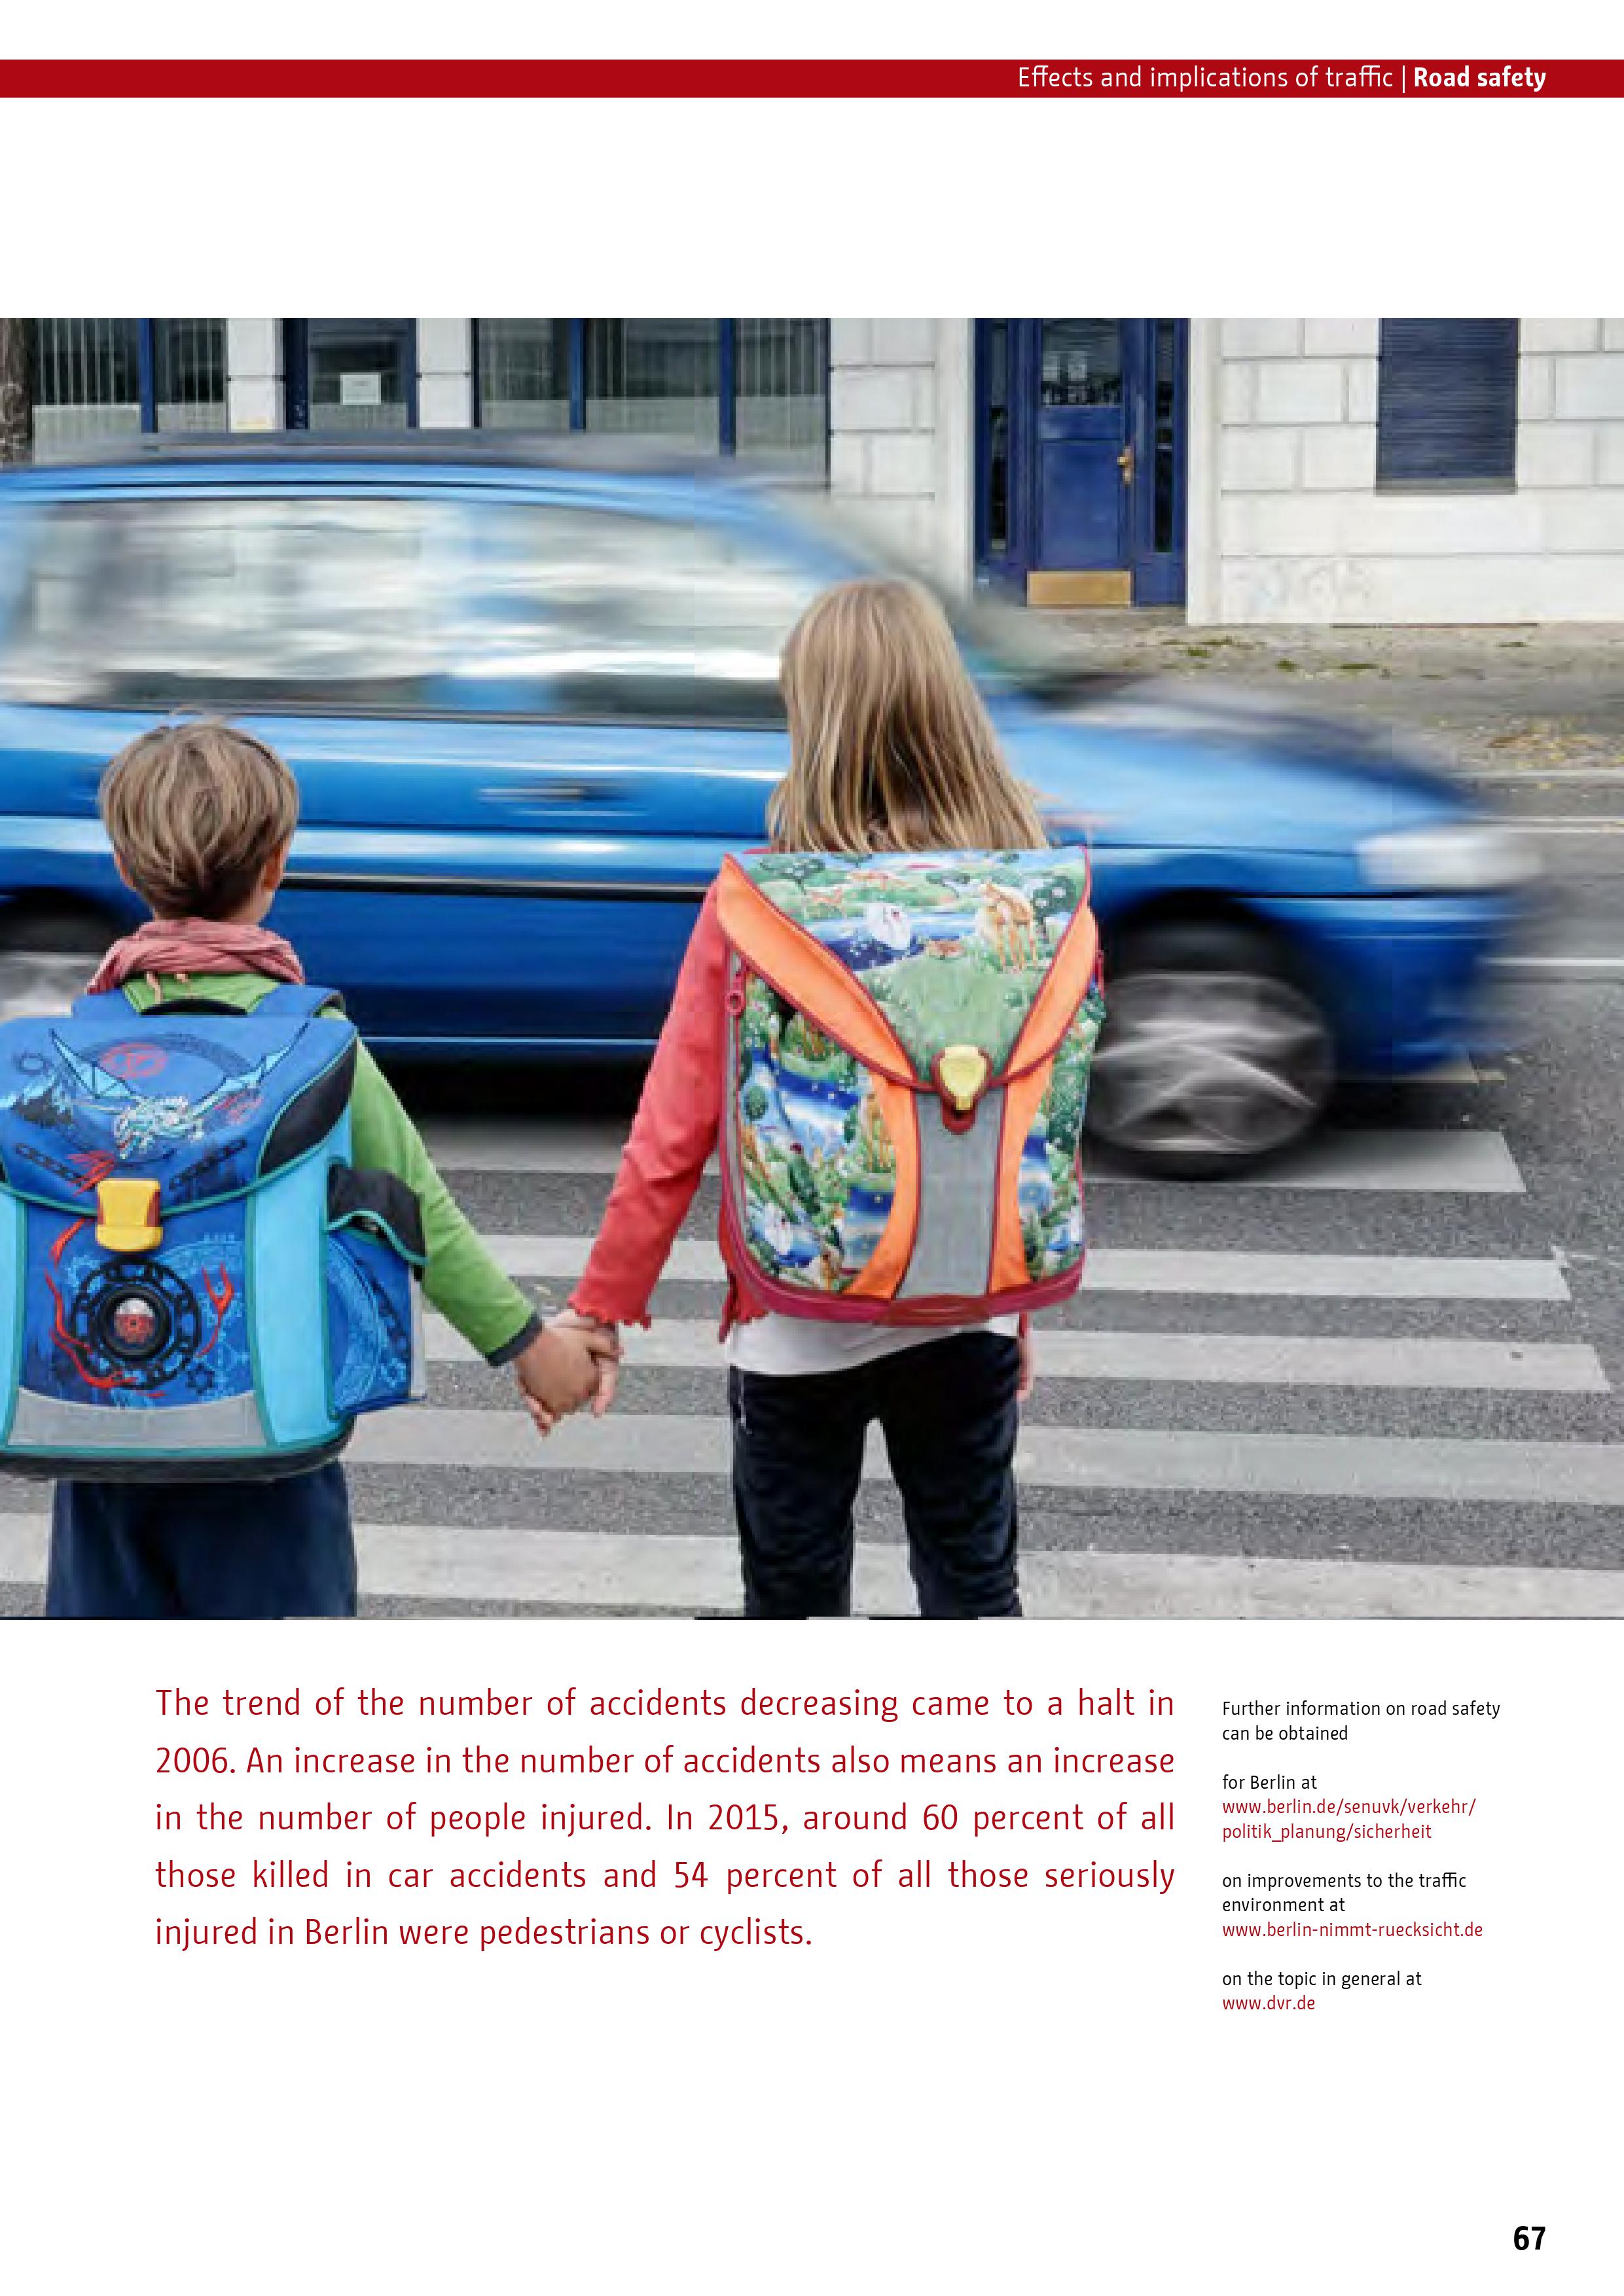 Effects and implications of traffic | Road safety
The trend of the number of accidents decreasing came to a halt in
2006. An increase in the number of accidents also means an increase
in the number of people injured. In 2015, around 60 percent of all
those killed in car accidents and 54 percent of all those seriously
injured in Berlin were pedestrians or cyclists.
Further information on road safety
can be obtained
for Berlin at
www.berlin.de/senuvk/verkehr/
politik_planung/sicherheit
on improvements to the traffic
environment at
www.berlin-nimmt-ruecksicht.de
on the topic in general at
www.dvr.de
67